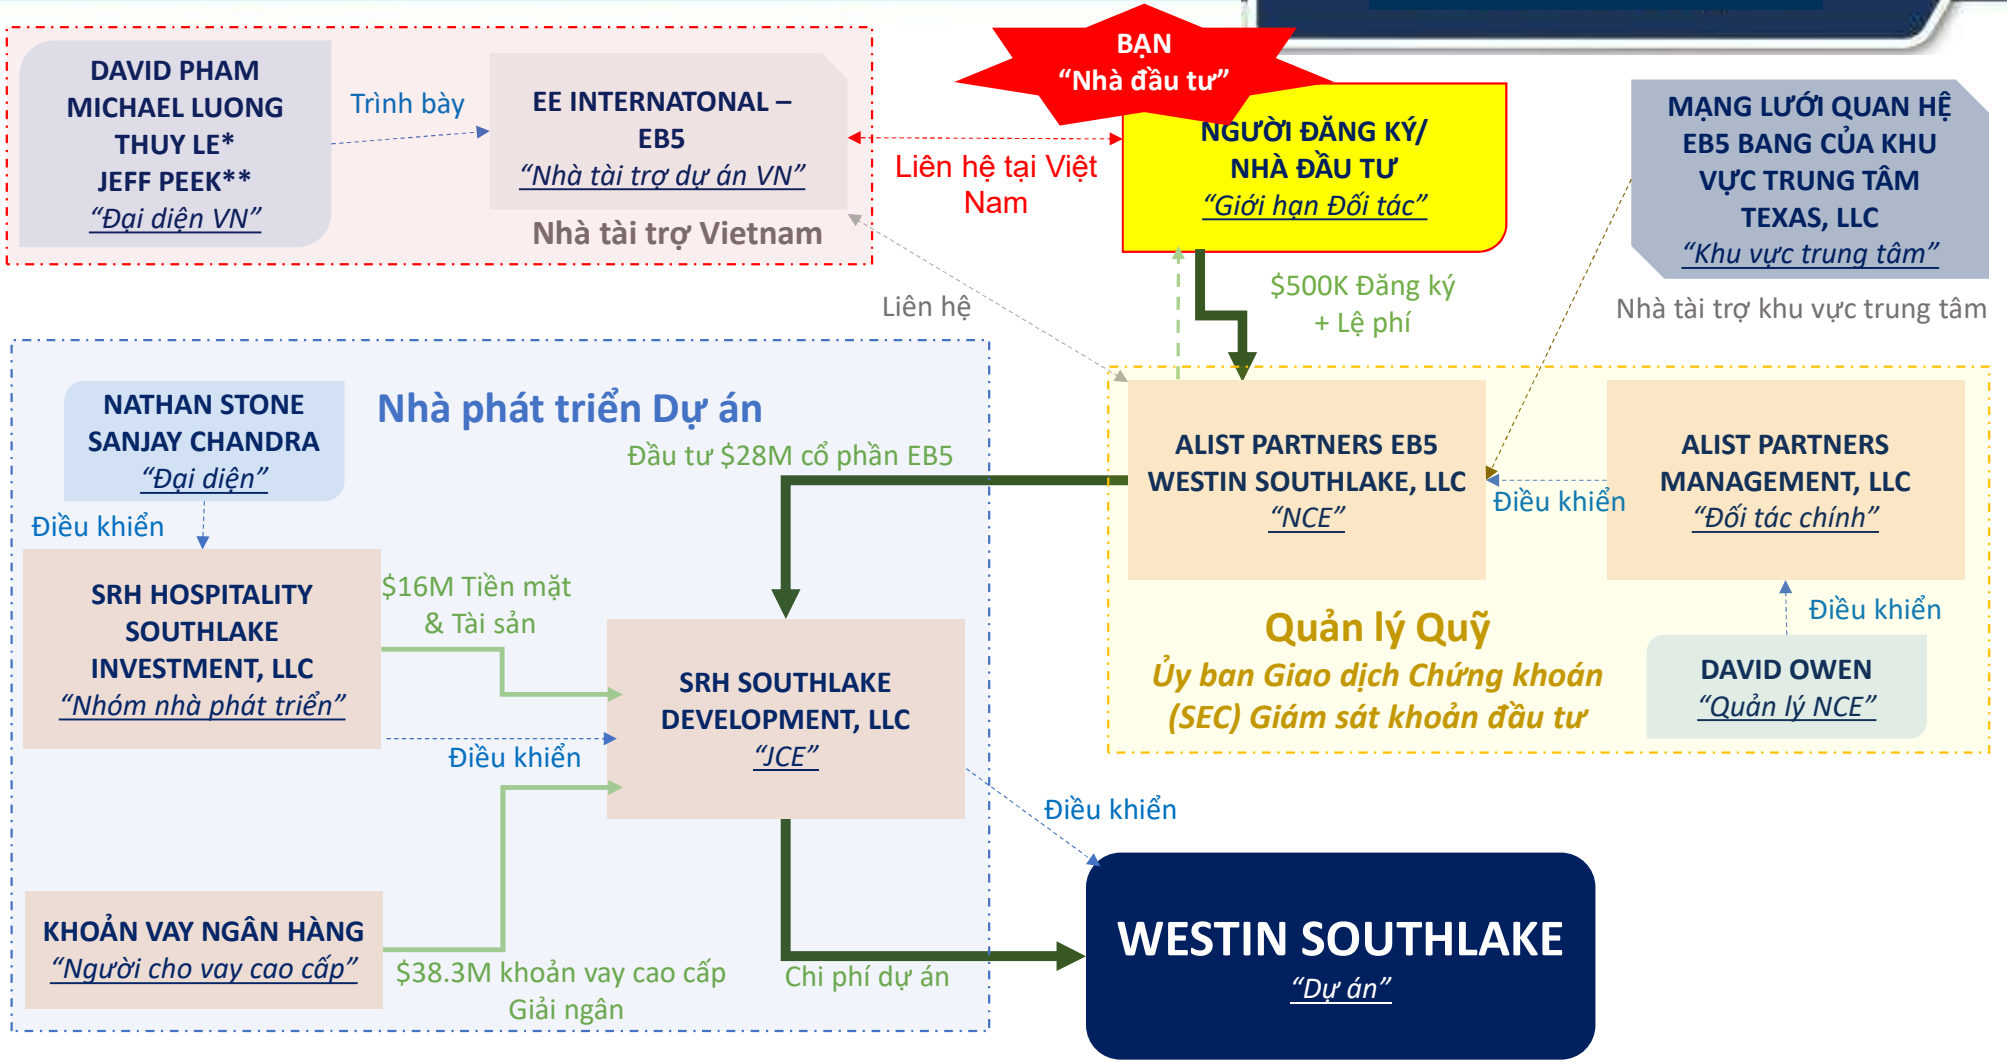 BẠN
“Nhà đầu tư”
DAVID PHAM
MICHAEL LUONG
THUY LE*
JEFF PEEK**
“Đại diện VN”
Trình bày
EE INTERNATONAL –
EB5
“Nhà tài trợ dự án VN”
Nhà tài trợ Vietnam
Liên hệ tại Việt
Nam
NGƯỜI ĐĂNG KÝ/
NHÀ ĐẦU TƯ
“Giới hạn Đối tác”
MẠNG LƯỚI QUAN HỆ
EB5 BANG CỦA KHU
VỰC TRUNG TÂM
TEXAS, LLC
“Khu vực trung tâm”
Nhà tài trợ khu vực trung tâm
Liên hệ
$500K Đăng ký
+ Lệ phí
NATHAN STONE
SANJAY CHANDRA
“Đại diện”
Nhà phát triển Dự án
Đầu tư $28M cổ phần EB5
Điều khiển
ALIST PARTNERS EB5
WESTIN SOUTHLAKE, LLC
“NCE”
Điều khiển
ALIST PARTNERS
MANAGEMENT, LLC
“Đối tác chính”
SRH HOSPITALITY
SOUTHLAKE
INVESTMENT, LLC
“Nhóm nhà phát triển”
$16M Tiền mặt
& Tài sản
Điều khiển
SRH SOUTHLAKE
DEVELOPMENT, LLC
“JCE”
Quản lý Quỹ
Ủy ban Giao dịch Chứng khoán
(SEC) Giám sát khoản đầu tư
Điều khiển
DAVID OWEN
“Quản lý NCE”
Điều khiển
KHOẢN VAY NGÂN HÀNG
“Người cho vay cao cấp”
$38.3M khoản vay cao cấp
Giải ngân
Chi phí dự án
WESTIN SOUTHLAKE
“Dự án”